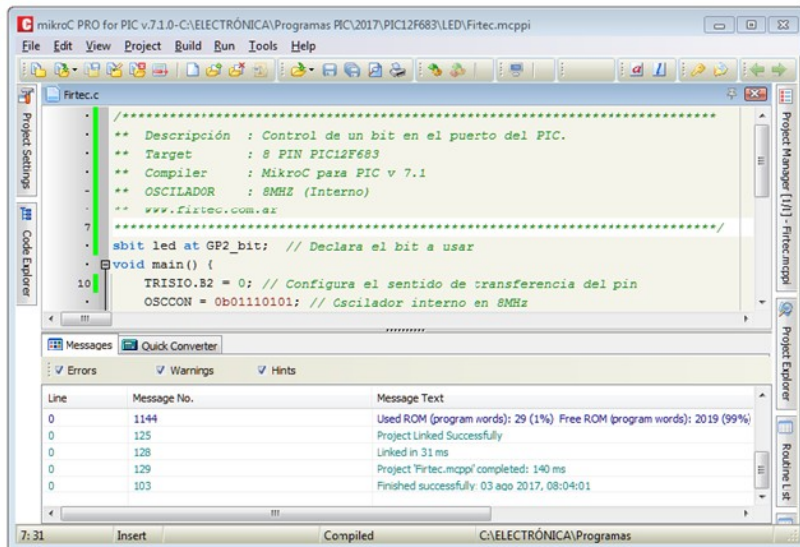 mikroC PRO for PIC v.7.1.0-C:\ELECTRÓNICA\Programas PIC\2017\PIC12F683\LED\Firtec.mcppi
File Edit View Project Build Run Tools Help
Firtec.c
/*******************************************************************************
** Descripción : Control de un bit en el puerto del PIC.
** Target : 8 PIN PIC12F683
** Compiler : MikroC para PIC v 7.1
** OSCILADOR : 8MHZ (Interno)
** www.firtec.com.ar
7 *******************************************************************************/
sbit led at GP2_bit; // Declara el bit a usar
void main() {
10 TRISIO.B2 = 0; // Configura el sentido de transferencia del pin
OSCCON = 0b01110101; // Oscilador interno en 8MHz
Project Settings
Code Explorer
Project Manager [1/1] - Firtec.mcppi
Project Explorer
Routine List
Messages Quick Converter
Errors Warnings Hints
Line Message No. Message Text
0 1144 Used ROM (program words): 29 (1%) Free ROM (program words): 2019 (99%)
0 125 Project Linked Successfully
0 128 Linked in 31 ms
0 129 Project 'Firtec.mcppi' completed: 140 ms
0 103 Finished successfully: 03 ago 2017, 08:04:01
7: 31 Insert Compiled C:\ELECTRÓNICA\Programas